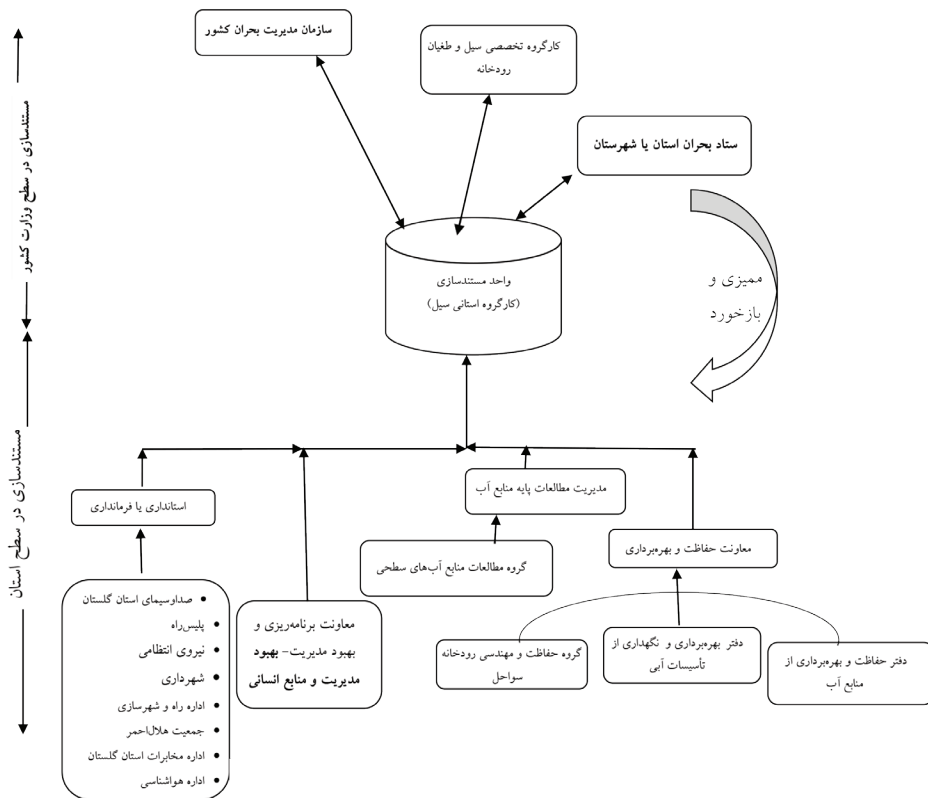 سازمان مدیریت بحران کشور
کارگروه تخصصی سیل و طغیان
رودخانه
ستاد بحران استان یا شهرستان
مستندسازی در سطح وزارت کشور
واحد مستندسازی
(کارگروه استانی سیل)
ممیزی و
بازخورد
مستندسازی در سطح استان
استانداری یا فرمانداری
مدیریت مطالعات پایه منابع آب
گروه مطالعات منابع آب‌های سطحی
معاونت حفاظت و بهره‌برداری
• صداوسیمای استان گلستان
• پلیس‌راه
• نیروی انتظامی
• شهرداری
• اداره راه و شهرسازی
• جمعیت هلال‌احمر
• اداره مخابرات استان گلستان
• اداره هواشناسی
معاونت برنامه‌ریزی و
بهبود مدیریت- بهبود
مدیریت و منابع انسانی
گروه حفاظت و مهندسی رودخانه
سواحل
دفتر بهره‌برداری و نگهداری از
تأسیسات آبی
دفتر حفاظت و بهره‌برداری از
منابع آب